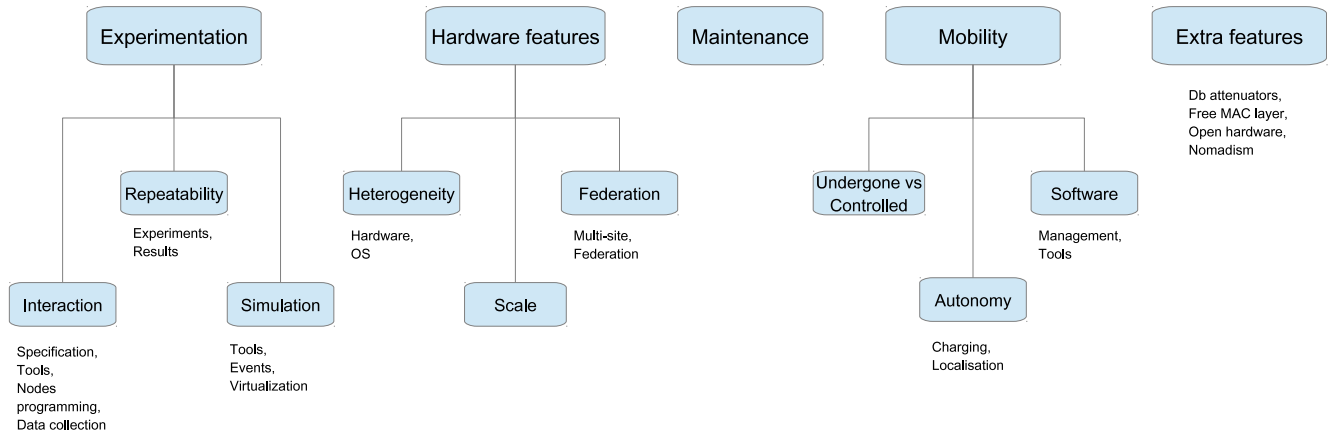 Experimentation
Hardware features
Maintenance
Mobility
Extra features
Db attenuators,
Free MAC layer,
Open hardware,
Nomadism
Repeatability
Experiments,
Results
Heterogeneity
Hardware,
OS
Federation
Multi-site,
Federation
Undergone vs
Controlled
Software
Management,
Tools
Interaction
Specification,
Tools,
Nodes
programming,
Data collection
Simulation
Tools,
Events,
Virtualization
Scale
Autonomy
Charging,
Localisation